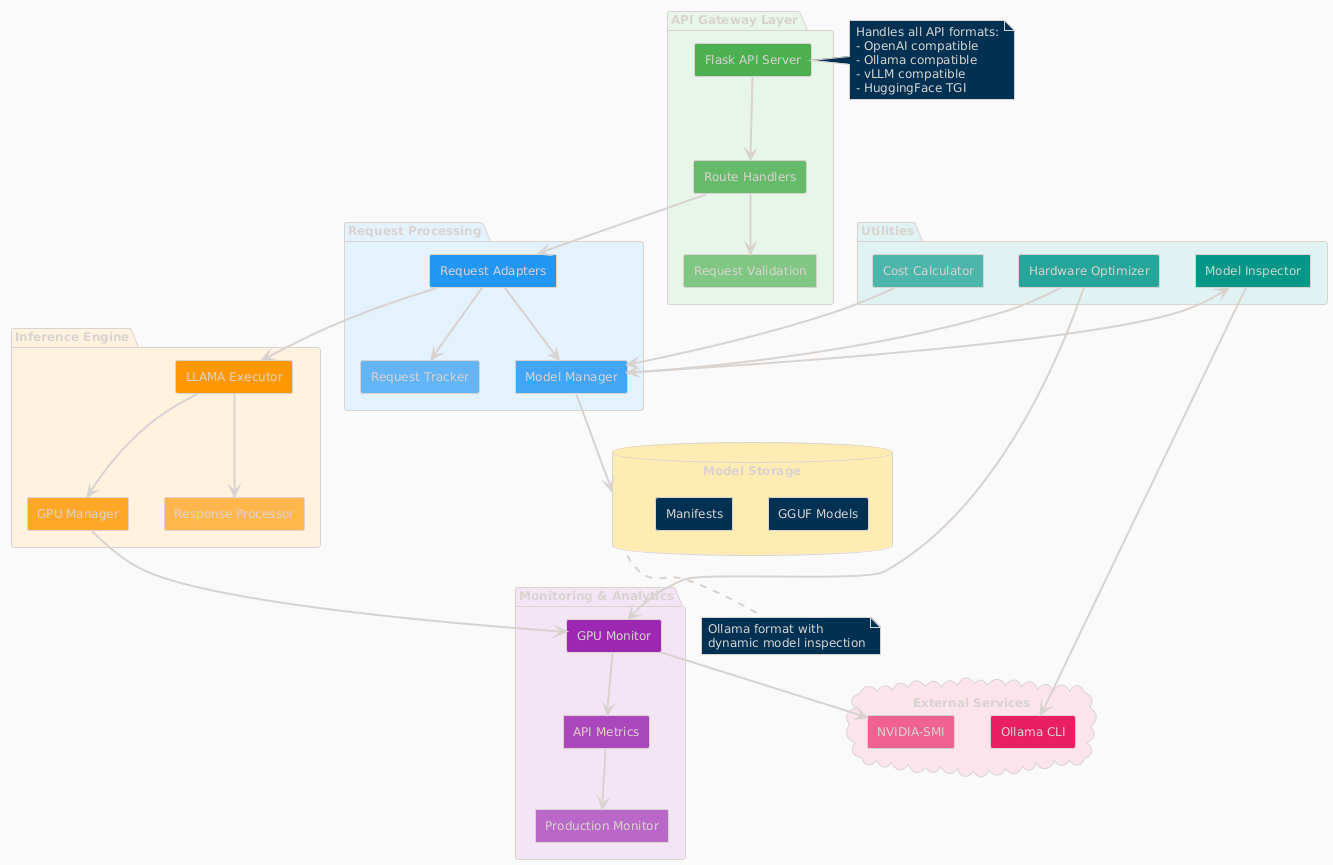 API Gateway Layer
Flask API Server
Handles all API formats:
- OpenAI compatible
- Ollama compatible
- vLLM compatible
- HuggingFace TGI
Route Handlers
Request Validation
Request Processing
Request Adapters
Request Tracker
Model Manager
Utilities
Cost Calculator
Hardware Optimizer
Model Inspector
Inference Engine
LLAMA Executor
GPU Manager
Response Processor
Model Storage
Manifests
GGUF Models
Ollama format with
dynamic model inspection
Monitoring & Analytics
GPU Monitor
API Metrics
Production Monitor
External Services
NVIDIA-SMI
Ollama CLI